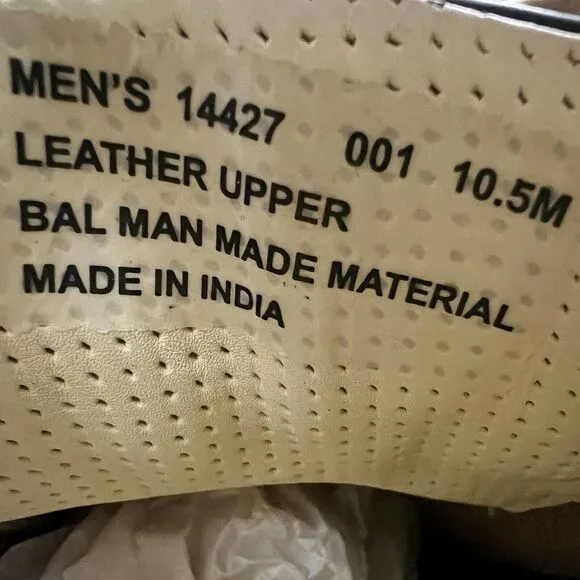 MEN'S 14427 001 10.5M
LEATHER UPPER
BAL MAN MADE MATERIAL
MADE IN INDIA